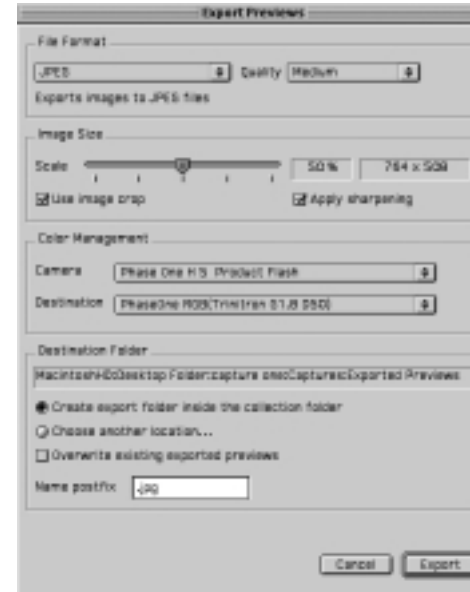 Export Previews
File Format
JPEG Quality Medium
Exports images to JPEG files
Image Size
Scale 50% 764 x 508
Use image crop Apply sharpening
Color Management
Camera Phase One H 5 Product Flash
Destination PhaseOne RGB(Trinitron G1.8 D50)
Destination Folder
MacintoshHD:Desktop Folder:capture one:Captures:Exported Previews
Create export folder inside the collection folder
Choose another location...
Overwrite existing exported previews
Name postfix .jpg
Cancel Export